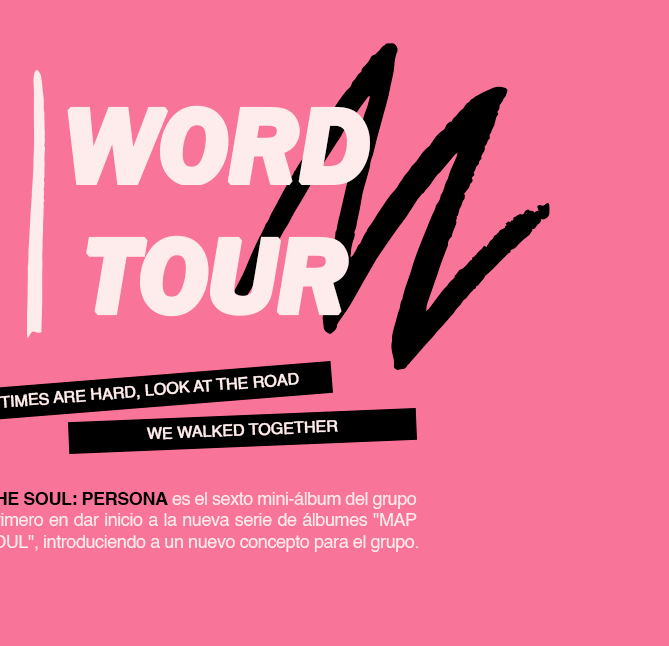 WORD
TOUR
TIMES ARE HARD, LOOK AT THE ROAD
WE WALKED TOGETHER
HE SOUL: PERSONA es el sexto mini-álbum del grupo
rimero en dar inicio a la nueva serie de álbumes "MAP
OUL", introduciendo a un nuevo concepto para el grupo.